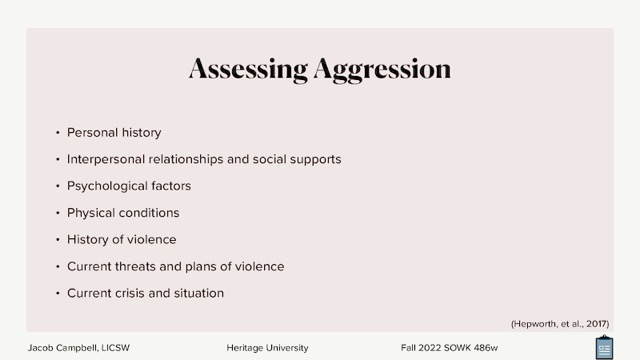 Assessing Aggression
• Personal history
• Interpersonal relationships and social supports
• Psychological factors
• Physical conditions
• History of violence
• Current threats and plans of violence
• Current crisis and situation
(Hepworth, et al., 2017)
Jacob Campbell, LICSW Heritage University Fall 2022 SOWK 486w